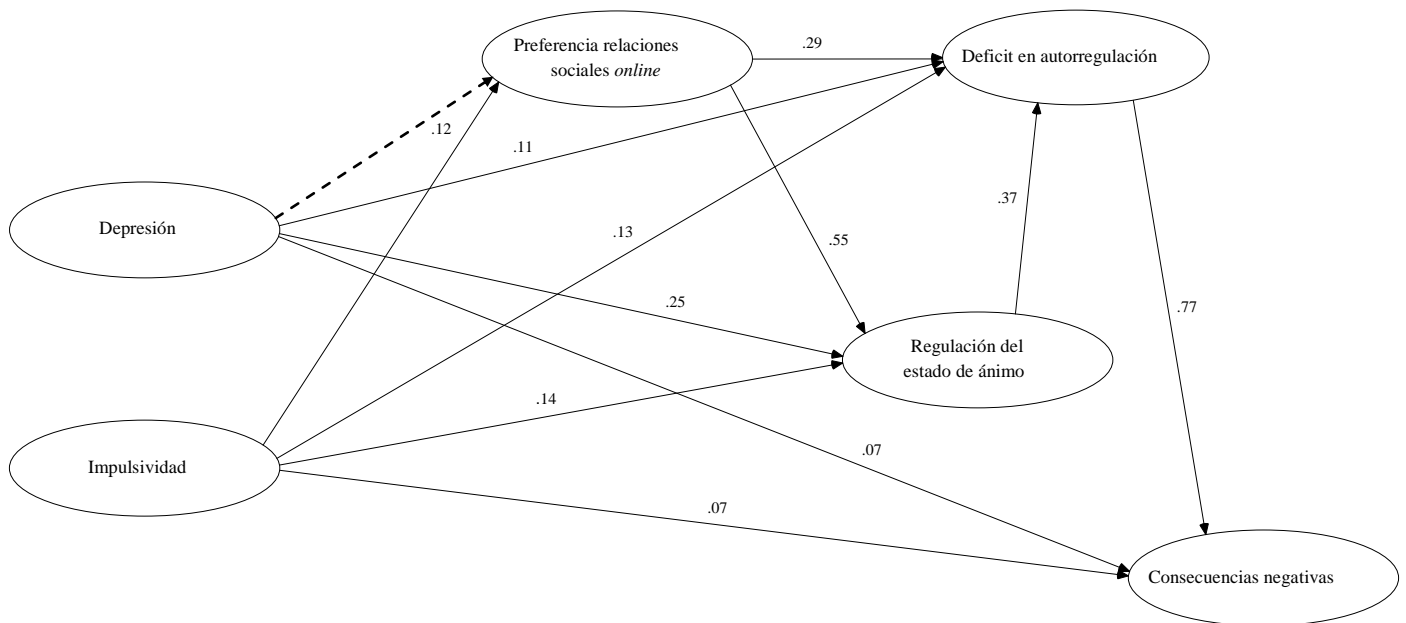 Preferencia relaciones
sociales online
.29
Deficit en autorregulación
.12
.11
.37
Depresión
.13
.55
.25
.77
Regulación del
estado de ánimo
.14
Impulsividad
.07
.07
Consecuencias negativas